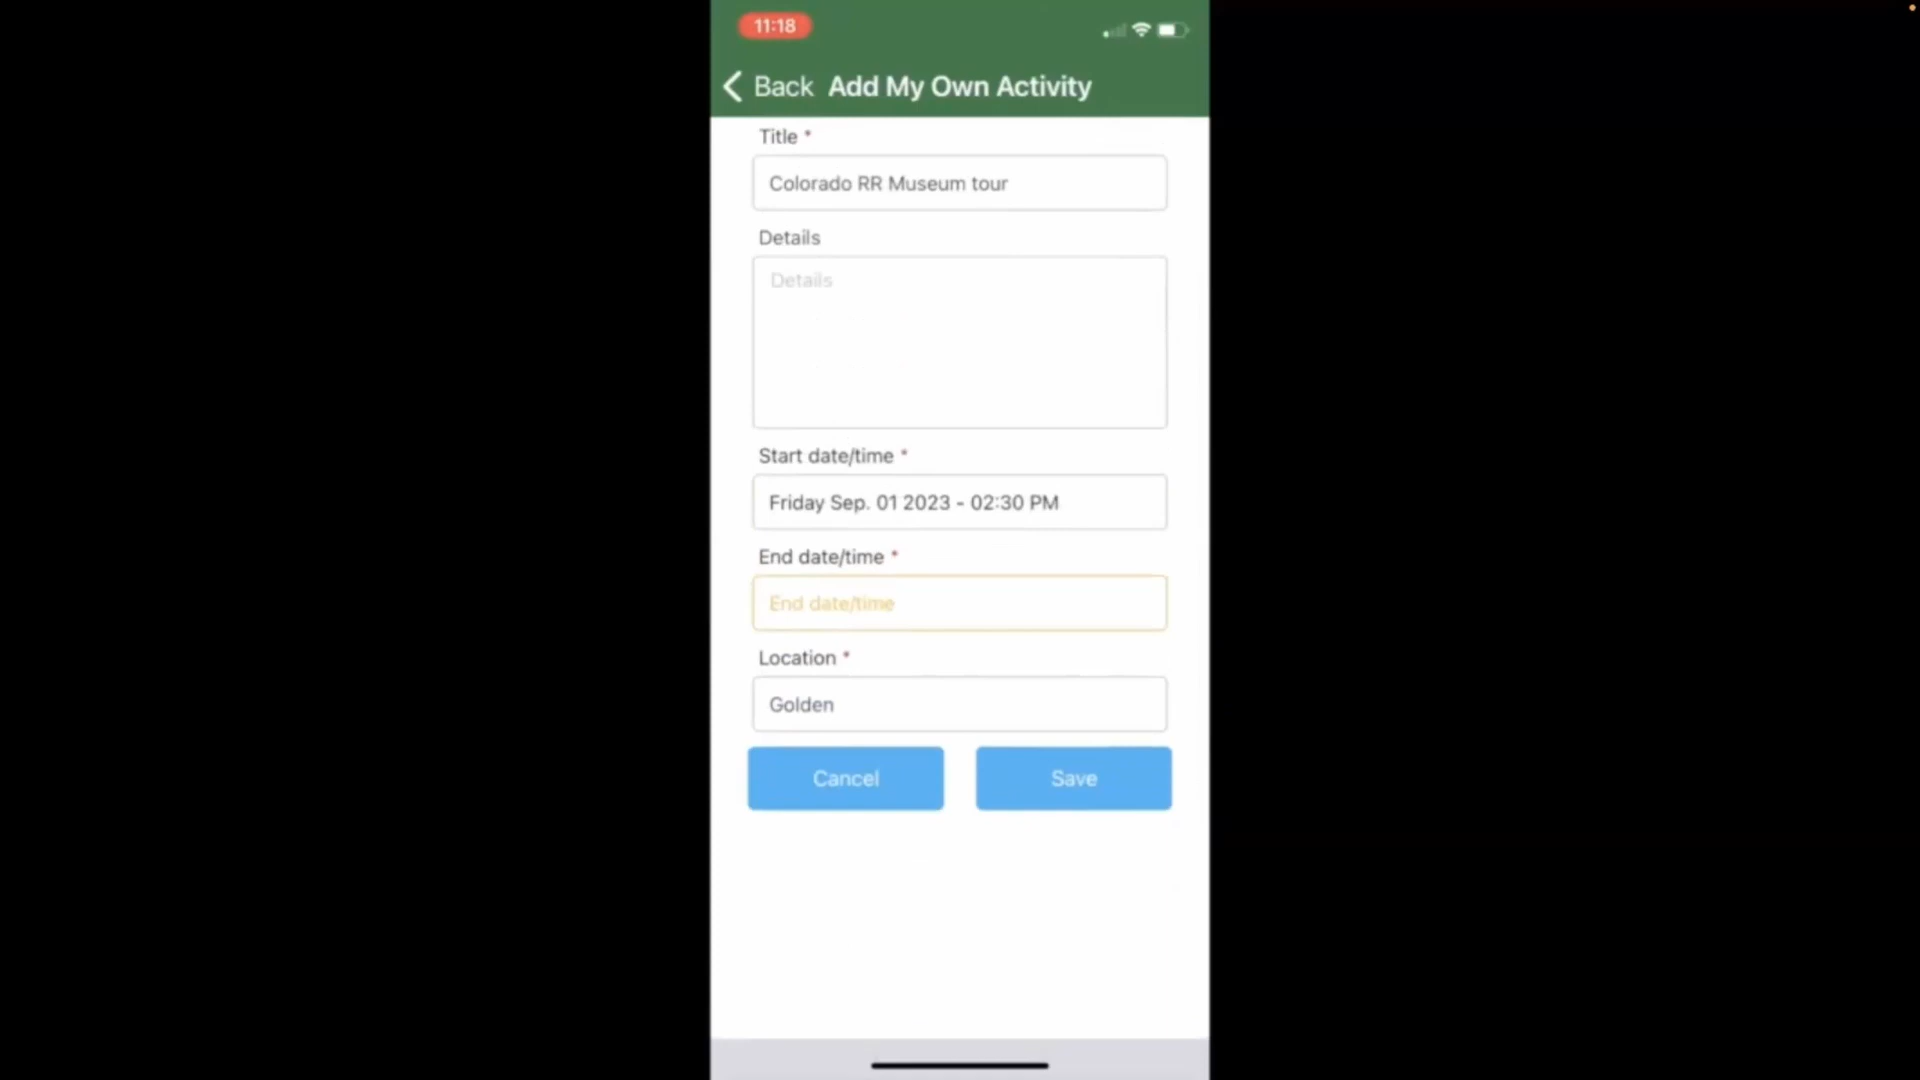 11:18
Back Add My Own Activity
Title *
Colorado RR Museum tour
Details
Details
Start date/time *
Friday Sep. 01 2023 - 02:30 PM
End date/time *
End date/time
Location *
Golden
Cancel Save